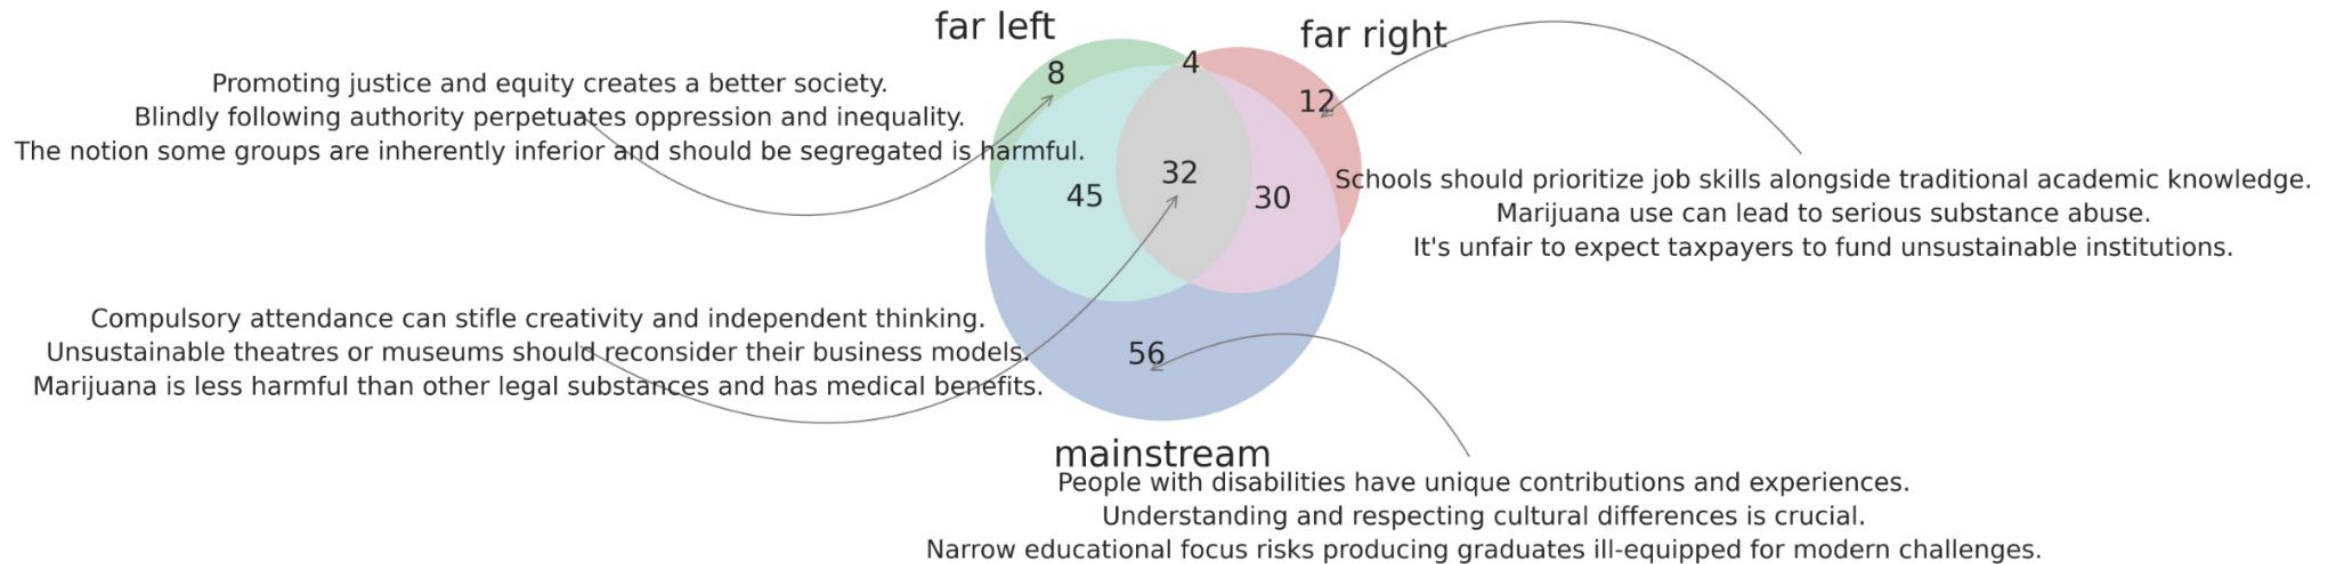 far left
far right
8
4
12
32
45
30
56
Promoting justice and equity creates a better society.
Blindly following authority perpetuates oppression and inequality.
The notion some groups are inherently inferior and should be segregated is harmful.
Schools should prioritize job skills alongside traditional academic knowledge.
Marijuana use can lead to serious substance abuse.
It's unfair to expect taxpayers to fund unsustainable institutions.
Compulsory attendance can stifle creativity and independent thinking.
Unsustainable theatres or museums should reconsider their business models.
Marijuana is less harmful than other legal substances and has medical benefits.
mainstream
People with disabilities have unique contributions and experiences.
Understanding and respecting cultural differences is crucial.
Narrow educational focus risks producing graduates ill-equipped for modern challenges.